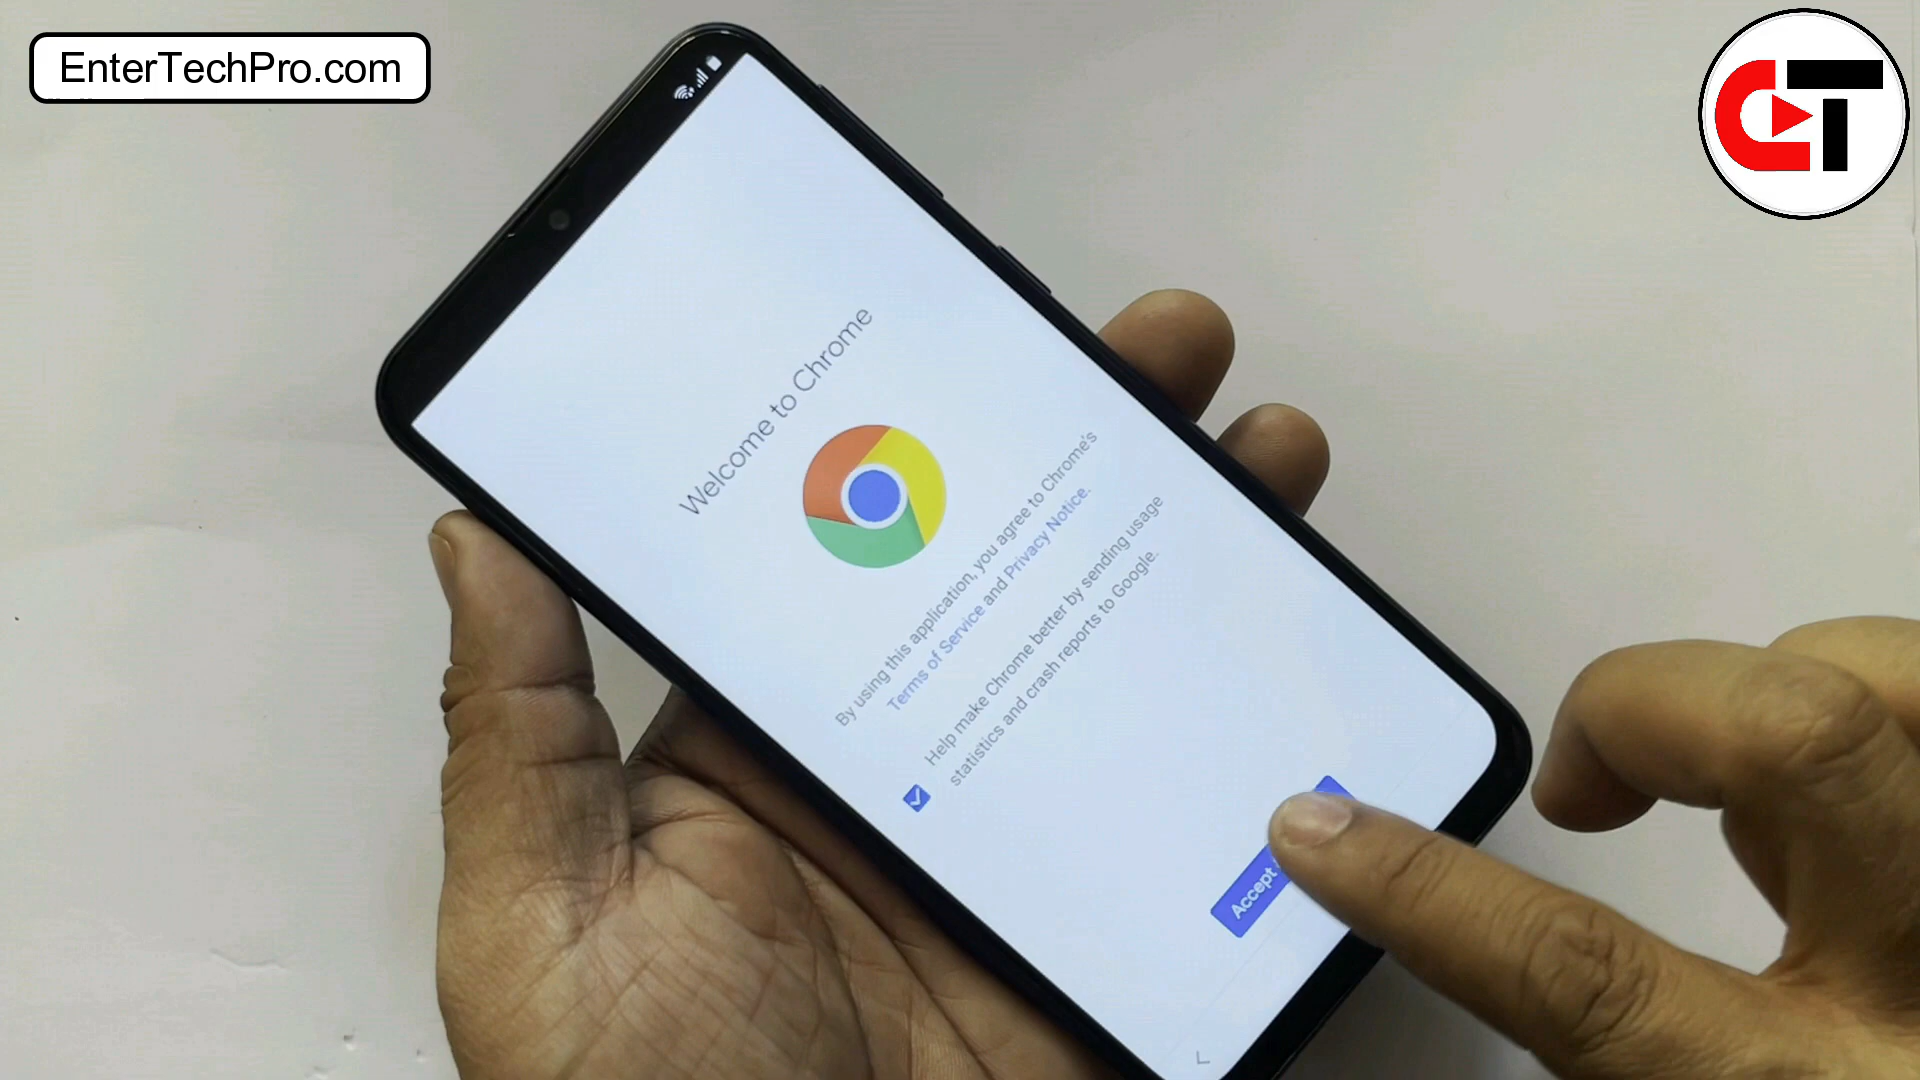 EnterTechPro.com
CT
Welcome to Chrome
By using this application, you agree to Chrome's
Terms of Service and Privacy Notice.
Help make Chrome better by sending usage
statistics and crash reports to Google.
Accept